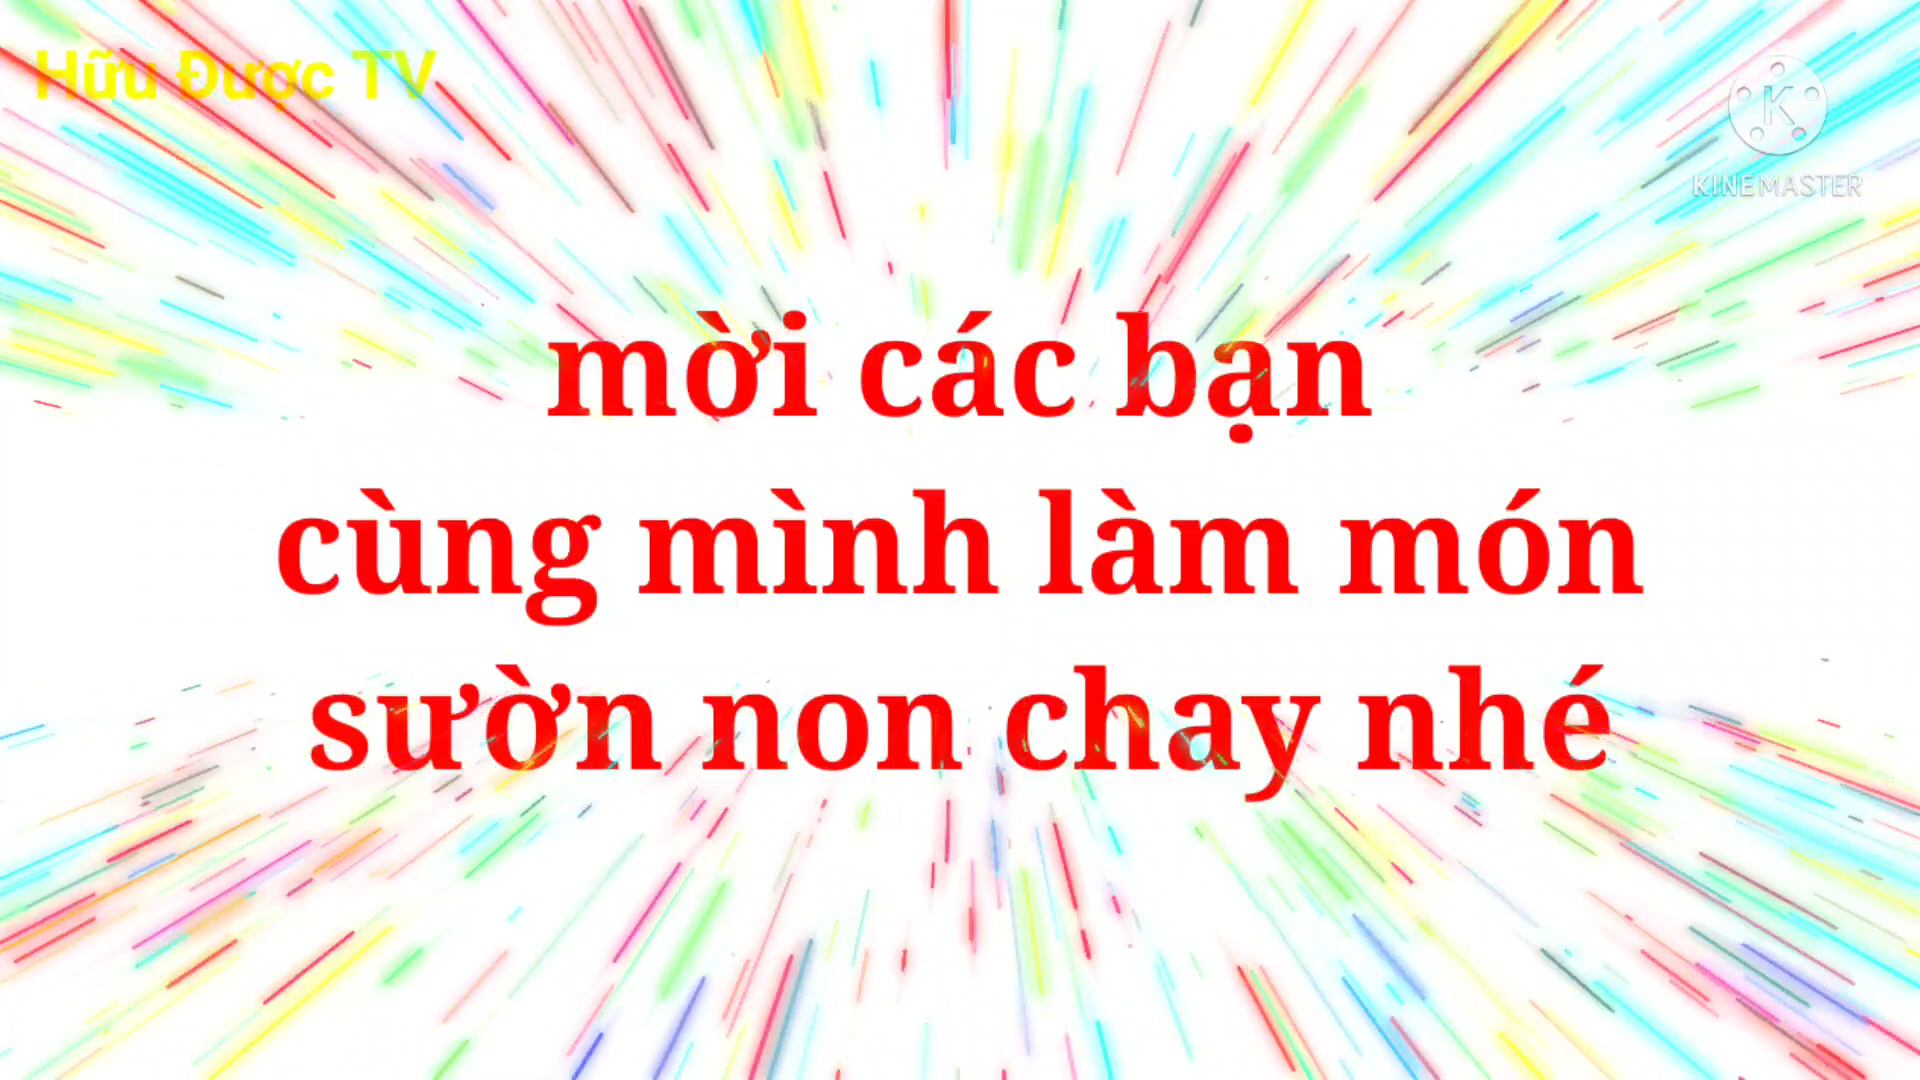 Hữu Được TV
K
KINEMASTER
mời các bạn
cùng mình làm món
sườn non chay nhé